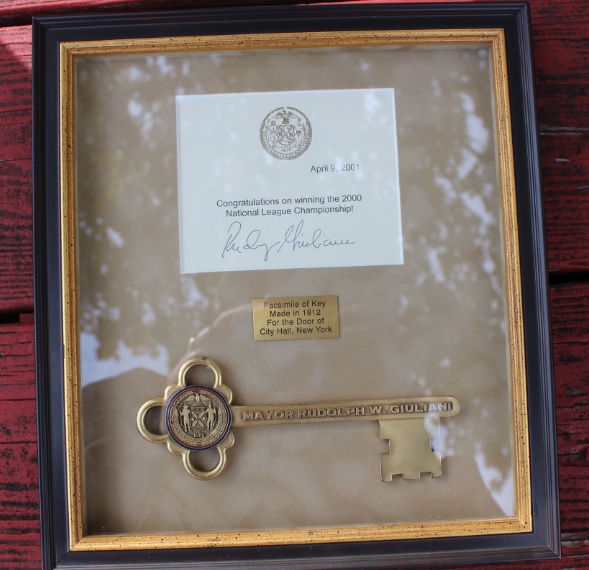 April 9, 2001
Congratulations on winning the 2000
National League Championship!
Rudy Giuliani
Facsimile of Key
Made in 1812
For the Door of
City Hall, New York
MAYOR RUDOLPH W. GIULIANI